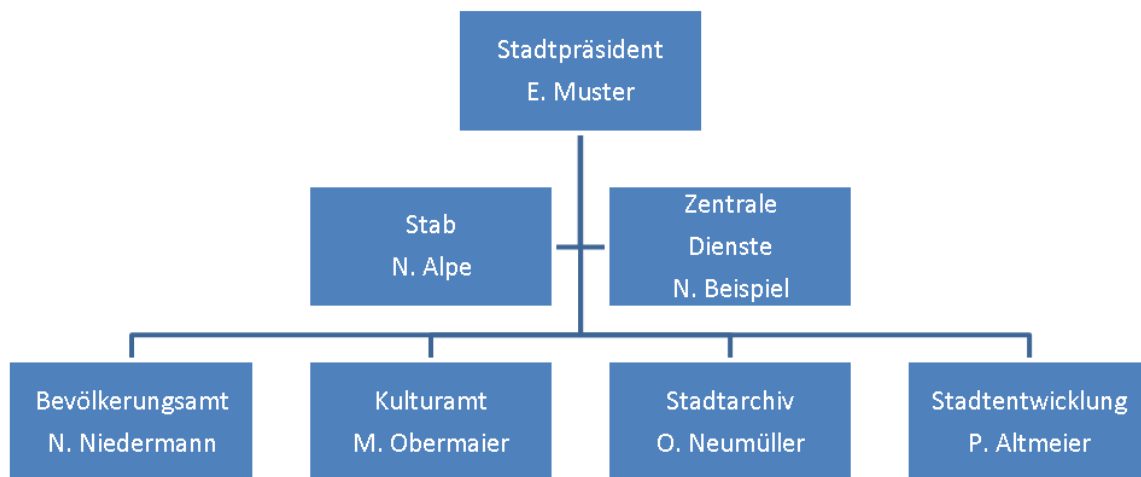 Stadtpräsident
E. Muster
Stab
N. Alpe
Zentrale
Dienste
N. Beispiel
Bevölkerungsamt
N. Niedermann
Kulturamt
M. Obermaier
Stadtarchiv
O. Neumüller
Stadtentwicklung
P. Altmeier